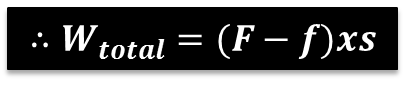 ∴ W_total = (F − f)xs